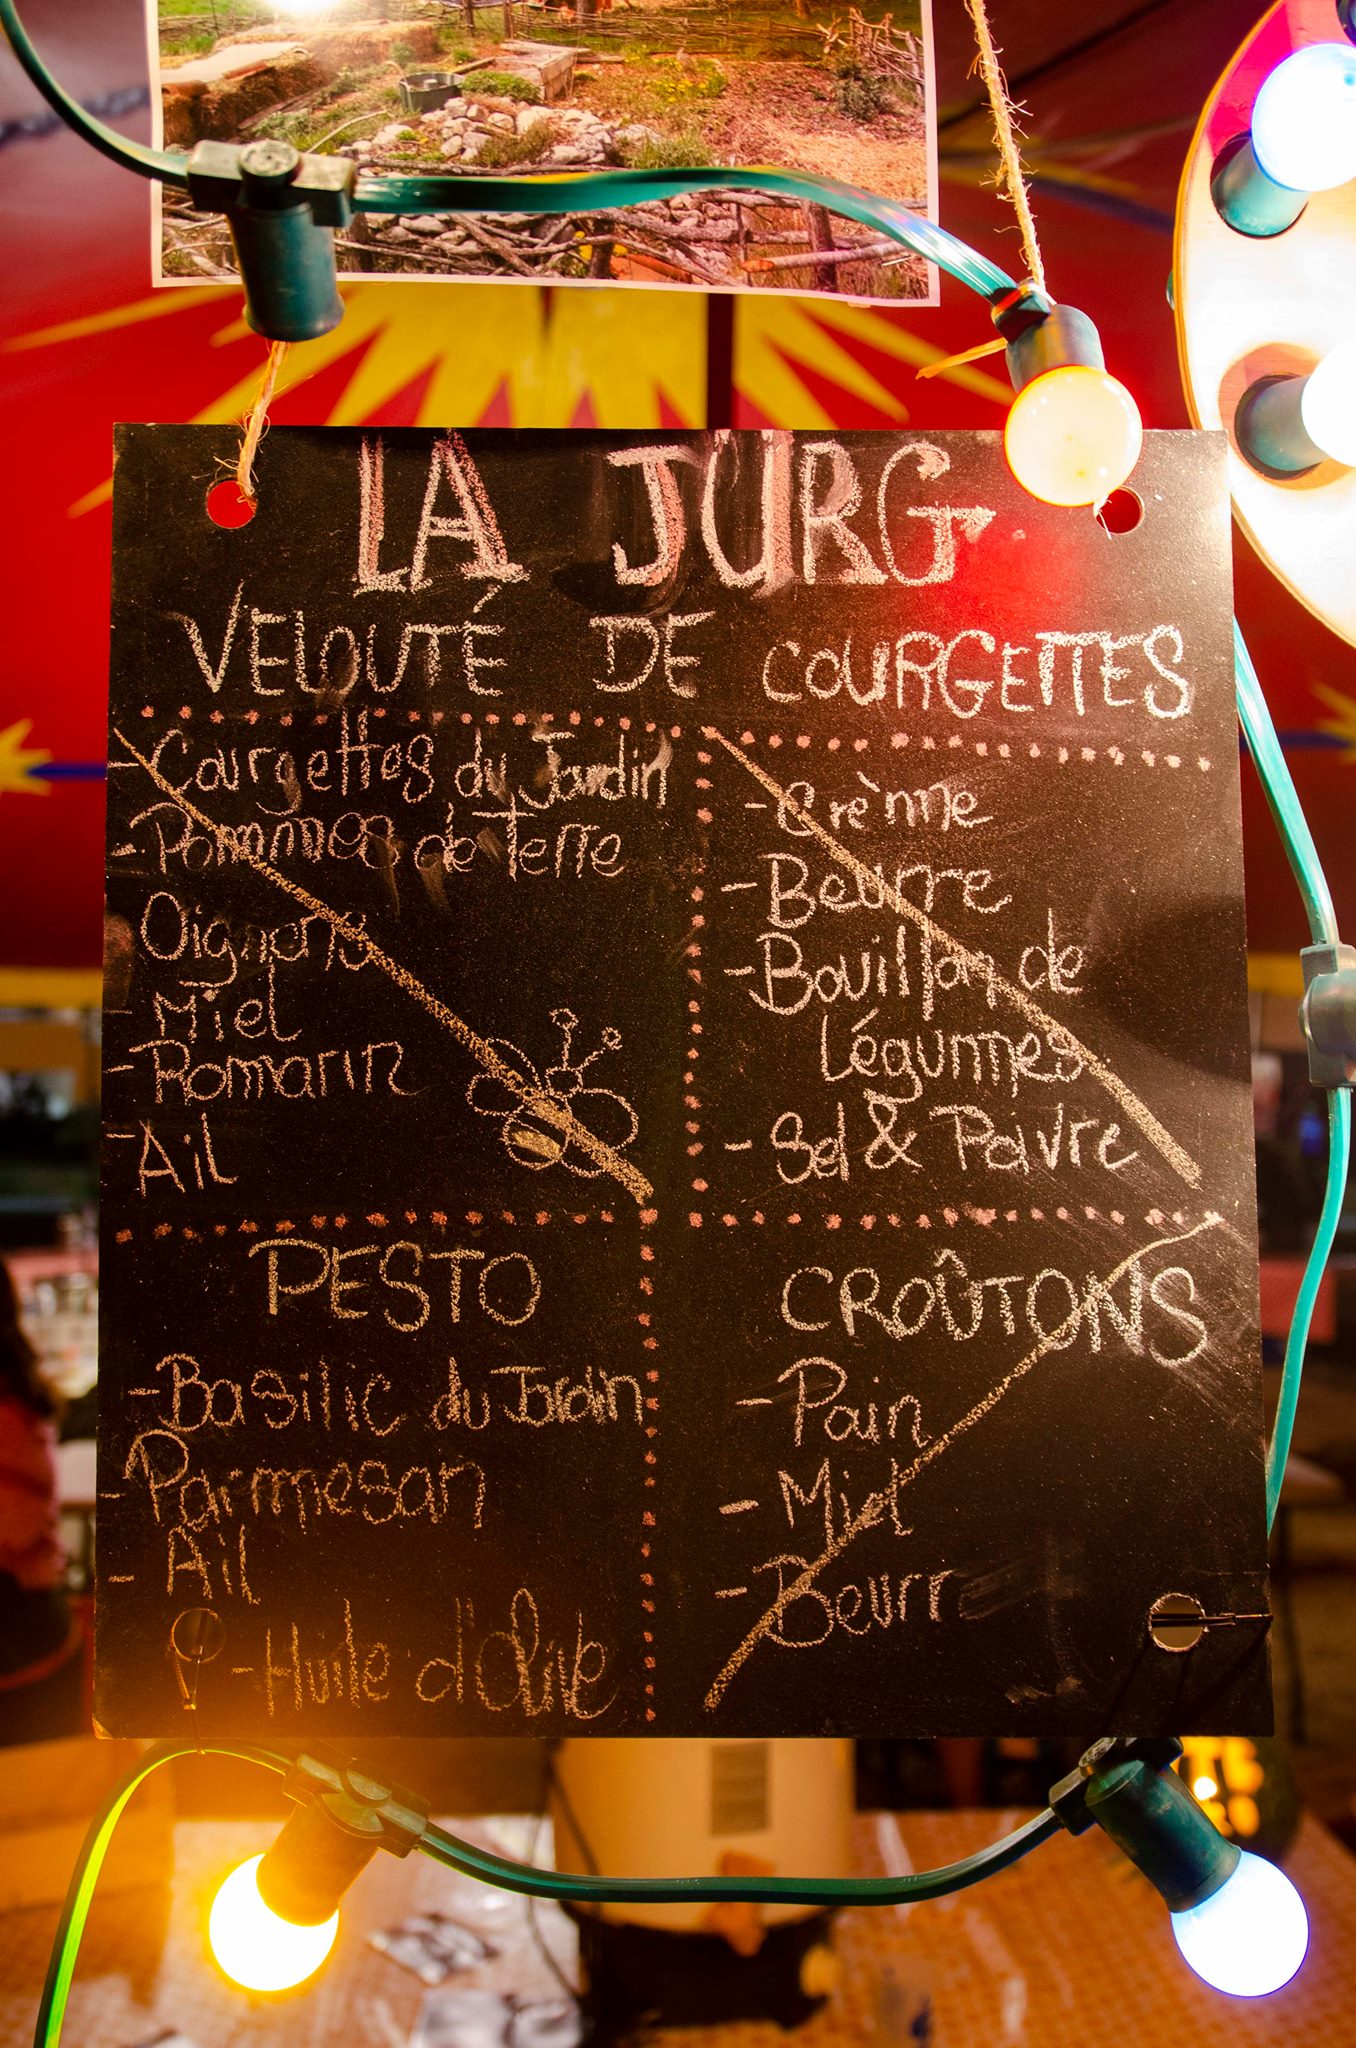 LA JURG
VELOUTÉ DE COURGETTES
- Courgettes du Jardin
- Pommes de Terre
Oignons
- Miel
- Romarin
- Ail
- Crème
- Beurre
- Bouillon de
Légumes
- Sel & Poivre
PESTO
- Basilic du Jardin
- Parmesan
- Ail
- Huile d'Olive
CROÛTONS
- Pain
- Miel
- Beurr